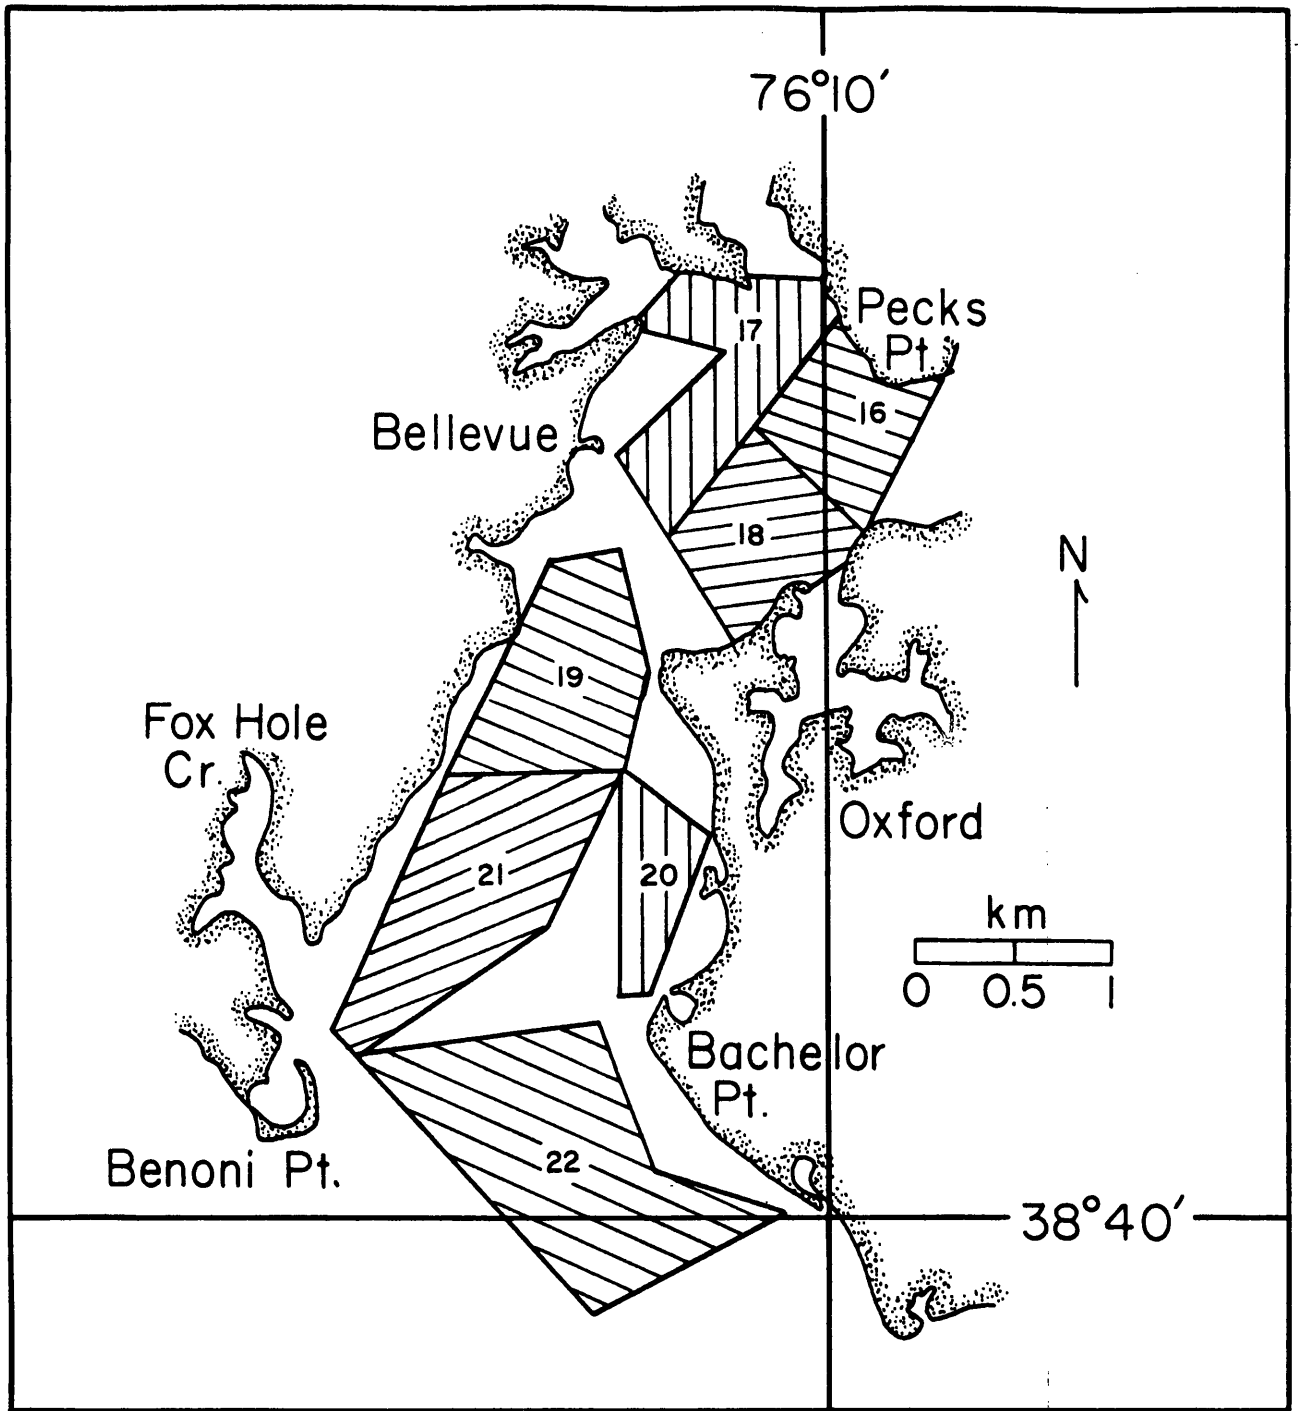 76°10′
Pecks
Pt.
17
16
Bellevue
18
N
19
Fox Hole
Cr.
Oxford
21
20
km
0 0.5 1
Bachelor
Pt.
Benoni Pt.
22
38°40′